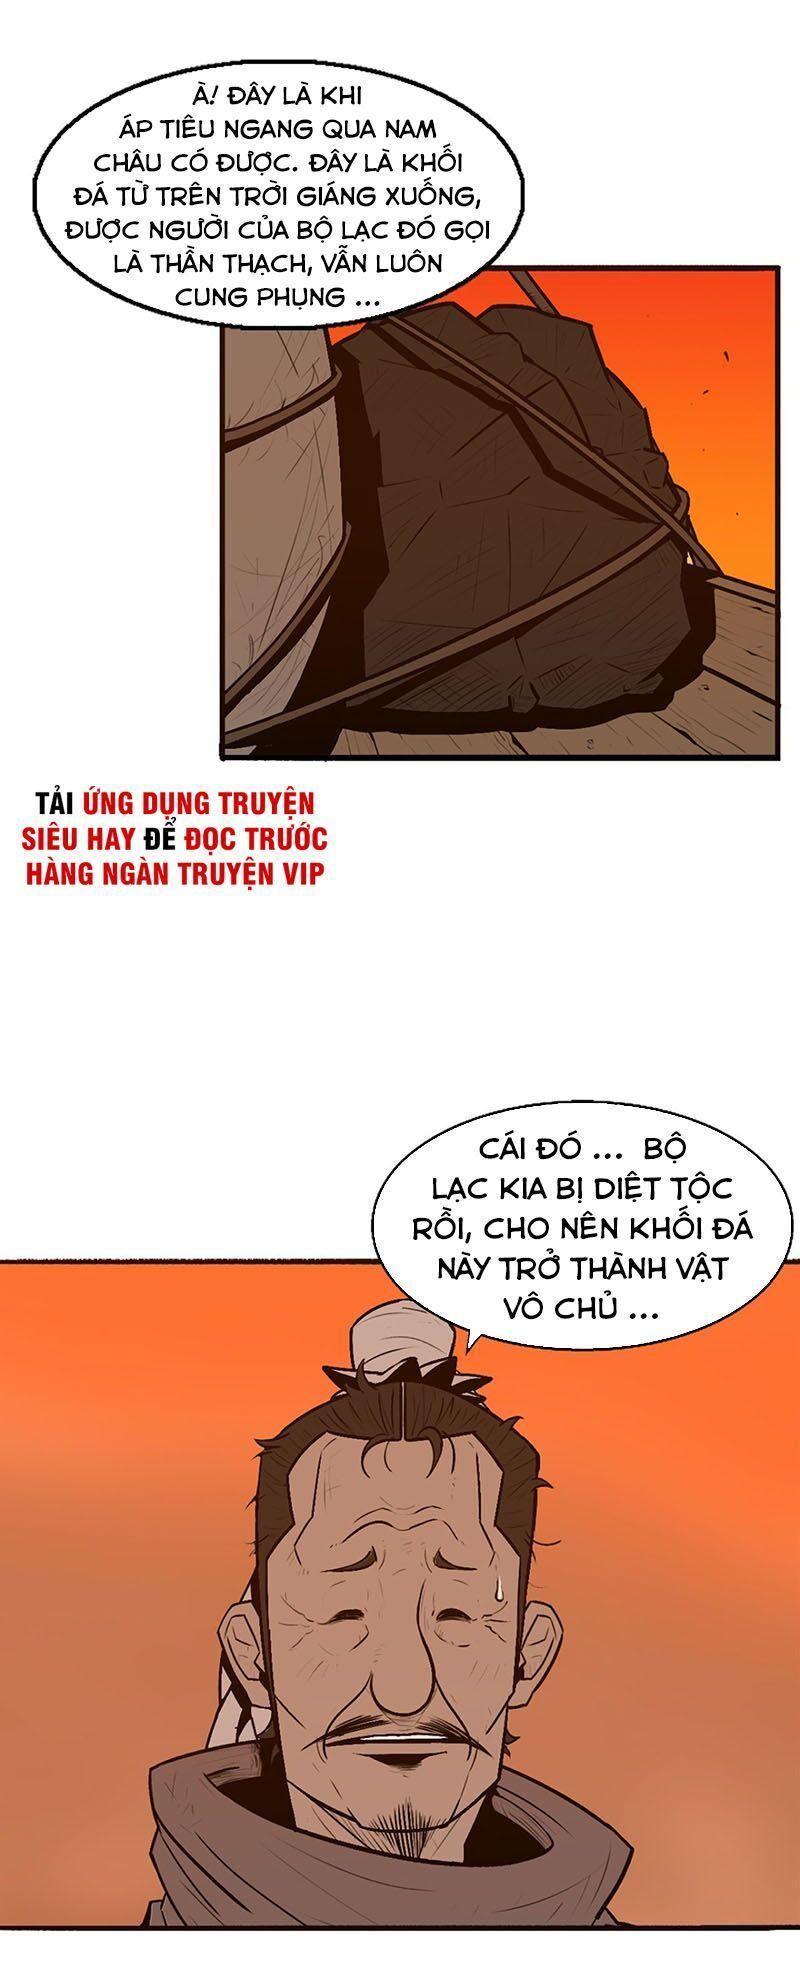 À! ĐÂY LÀ KHI
ÁP TIÊU NGANG QUA NAM
CHÂU CÓ ĐƯỢC. ĐÂY LÀ KHỐI
ĐÁ TỪ TRÊN TRỜI GIÁNG XUỐNG,
ĐƯỢC NGƯỜI CỦA BỘ LẠC ĐÓ GỌI
LÀ THẦN THẠCH, VẪN LUÔN
CUNG PHỤNG ...
TẢI ỨNG DỤNG TRUYỆN
SIÊU HAY ĐỂ ĐỌC TRƯỚC
HÀNG NGÀN TRUYỆN VIP
CÁI ĐÓ ... BỘ
LẠC KIA BỊ DIỆT TỘC
RỒI, CHO NÊN KHỐI ĐÁ
NÀY TRỞ THÀNH VẬT
VÔ CHỦ ...